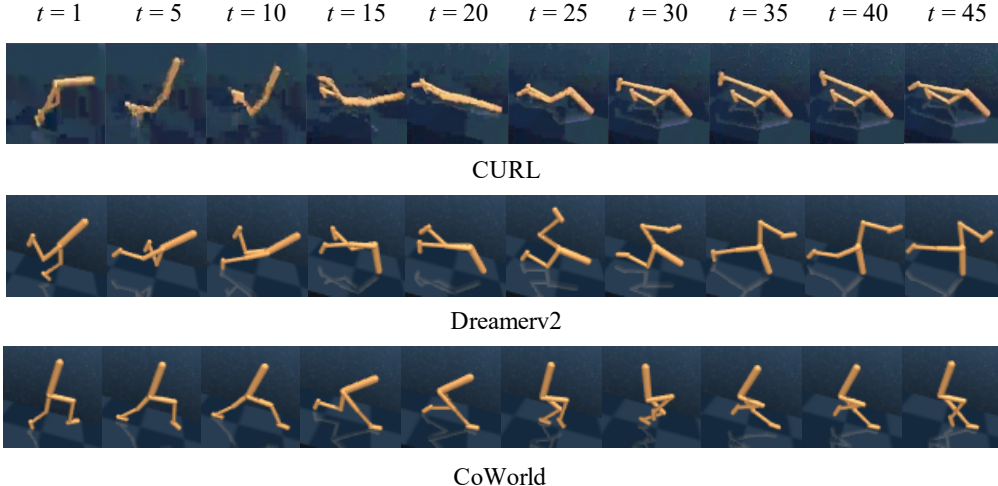 t = 1 t = 5 t = 10 t = 15 t = 20 t = 25 t = 30 t = 35 t = 40 t = 45
CURL
Dreamerv2
CoWorld